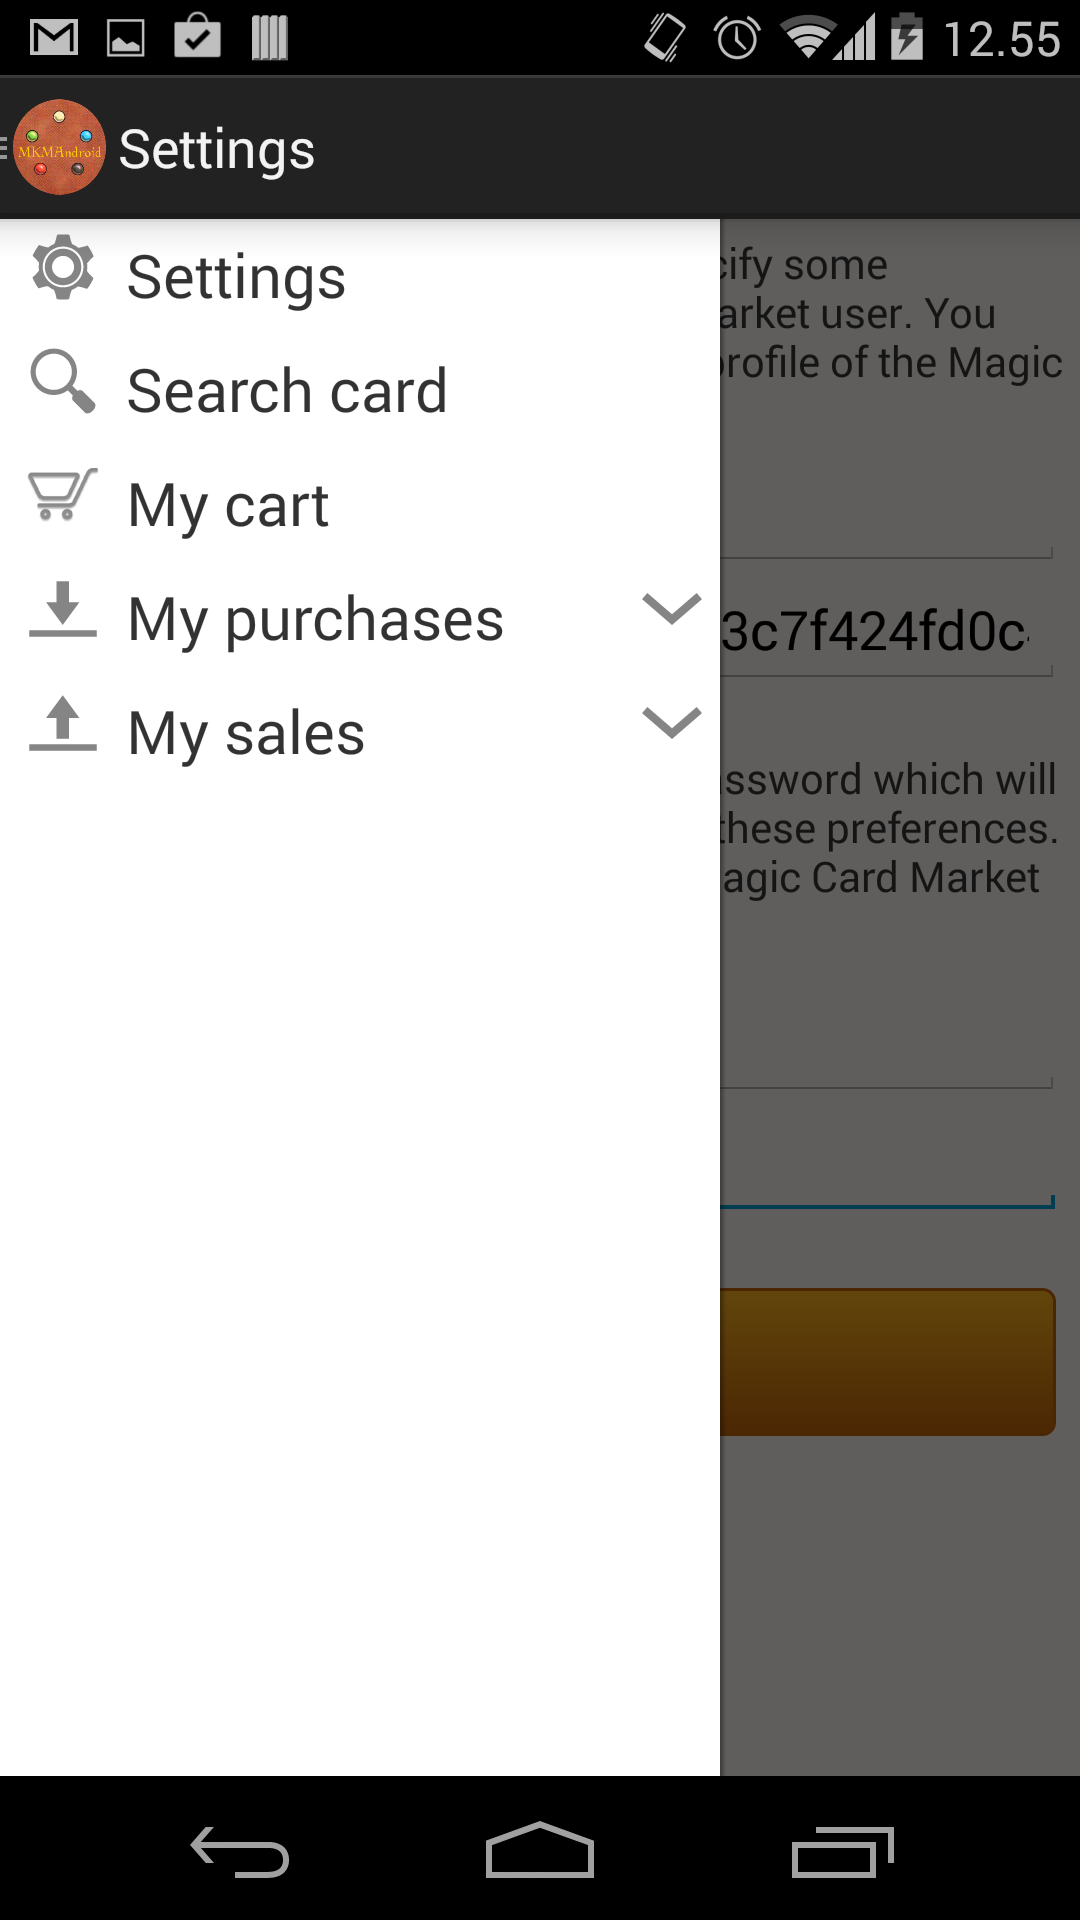 12.55
MKMAndroid
Settings
Settings
Search card
My cart
My purchases
My sales
cify some
arket user. You
profile of the Magic
3c7f424fd0c
ssword which will
these preferences.
agic Card Market